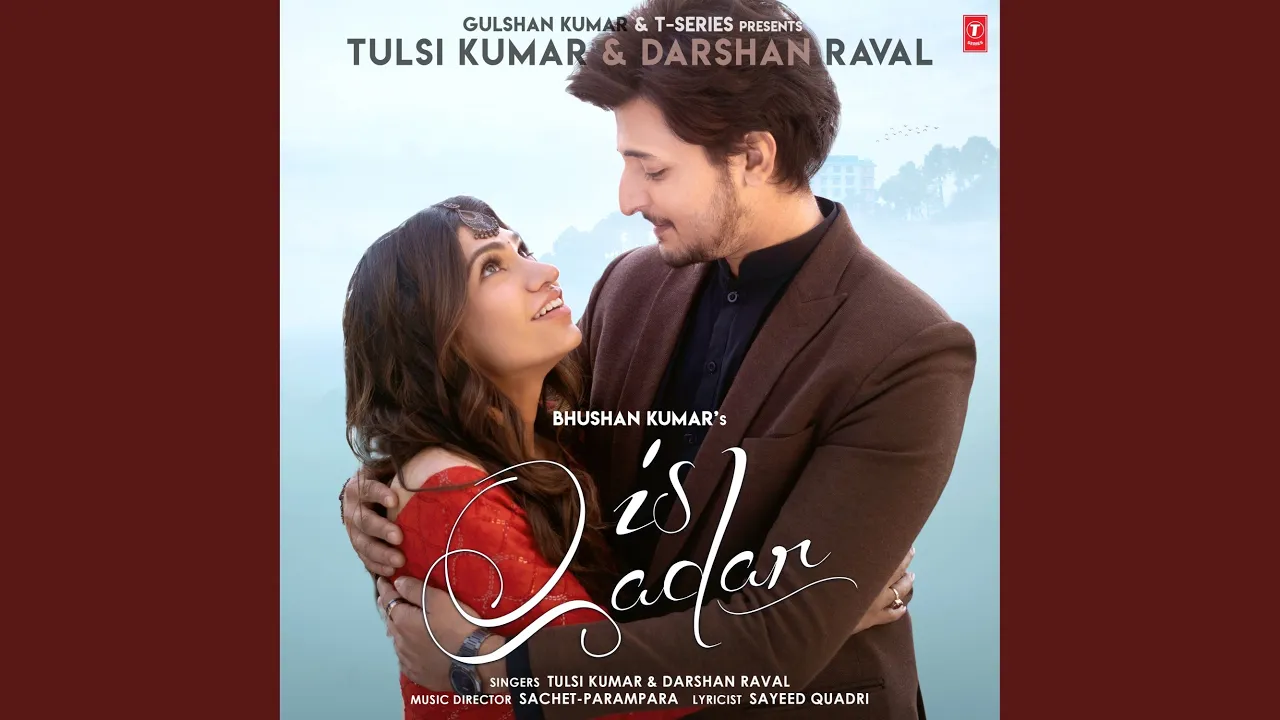 GULSHAN KUMAR & T-SERIES PRESENTS
TULSI KUMAR & DARSHAN RAVAL
T
SERIES
BHUSHAN KUMAR's
is
Qadar
SINGERS TULSI KUMAR & DARSHAN RAVAL
MUSIC DIRECTOR SACHET-PARAMPARA LYRICIST SAYEED QUADRI